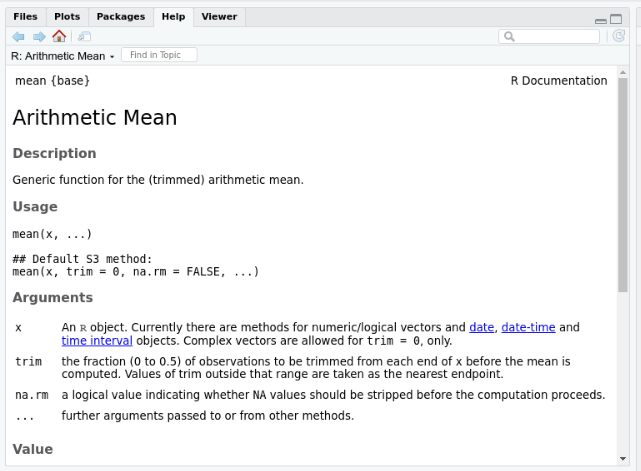 Files Plots Packages Help Viewer
R: Arithmetic Mean Find in Topic
mean {base} R Documentation
Arithmetic Mean
Description
Generic function for the (trimmed) arithmetic mean.
Usage
mean(x, ...)
## Default S3 method:
mean(x, trim = 0, na.rm = FALSE, ...)
Arguments
x An R object. Currently there are methods for numeric/logical vectors and date, date-time and
time interval objects. Complex vectors are allowed for trim = 0, only.
trim the fraction (0 to 0.5) of observations to be trimmed from each end of x before the mean is
computed. Values of trim outside that range are taken as the nearest endpoint.
na.rm a logical value indicating whether NA values should be stripped before the computation proceeds.
... further arguments passed to or from other methods.
Value